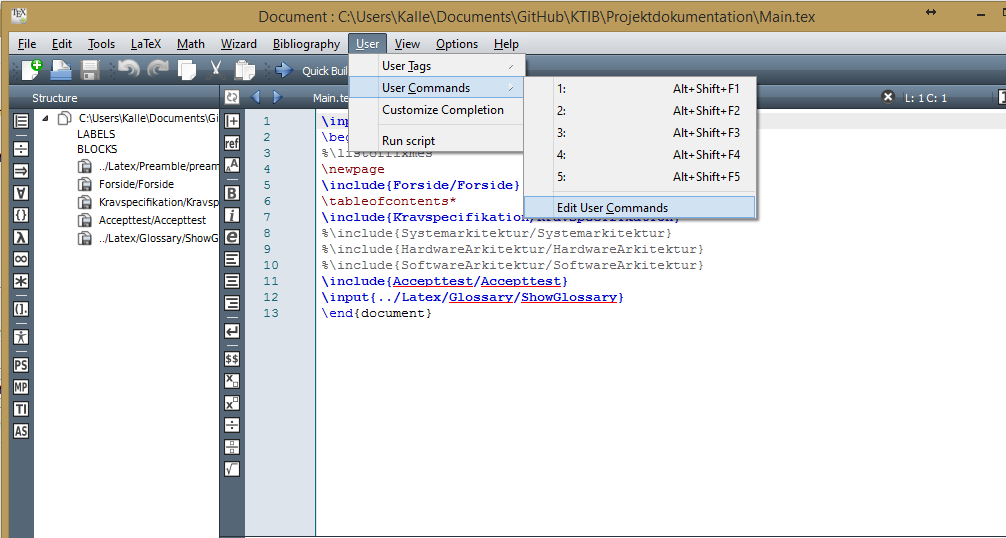 TEX
Document : C:\Users\Kalle\Documents\GitHub\KTIB\Projektdokumentation\Main.tex
File Edit Tools LaTeX Math Wizard Bibliography User View Options Help
Quick Buil
User Tags
User Commands
Customize Completion
Run script
1: Alt+Shift+F1
2: Alt+Shift+F2
3: Alt+Shift+F3
4: Alt+Shift+F4
5: Alt+Shift+F5
Edit User Commands
Structure
Main.te
L: 1 C: 1
C:\Users\Kalle\Documents\Gi
LABELS
BLOCKS
../Latex/Preamble/pream
Forside/Forside
Kravspecifikation/Kravsp
Accepttest/Accepttest
../Latex/Glossary/ShowG
PS
MP
TI
AS
ref
B
i
e
$$
1 \inp
2 \beg
3 %\listoffixmes
4 \newpage
5 \include{Forside/Forside}
6 \tableofcontents*
7 \include{Kravspecifikation/Kravspecifikation}
8 %\include{Systemarkitektur/Systemarkitektur}
9 %\include{HardwareArkitektur/HardwareArkitektur}
10 %\include{SoftwareArkitektur/SoftwareArkitektur}
11 \include{Accepttest/Accepttest}
12 \input{../Latex/Glossary/ShowGlossary}
13 \end{document}